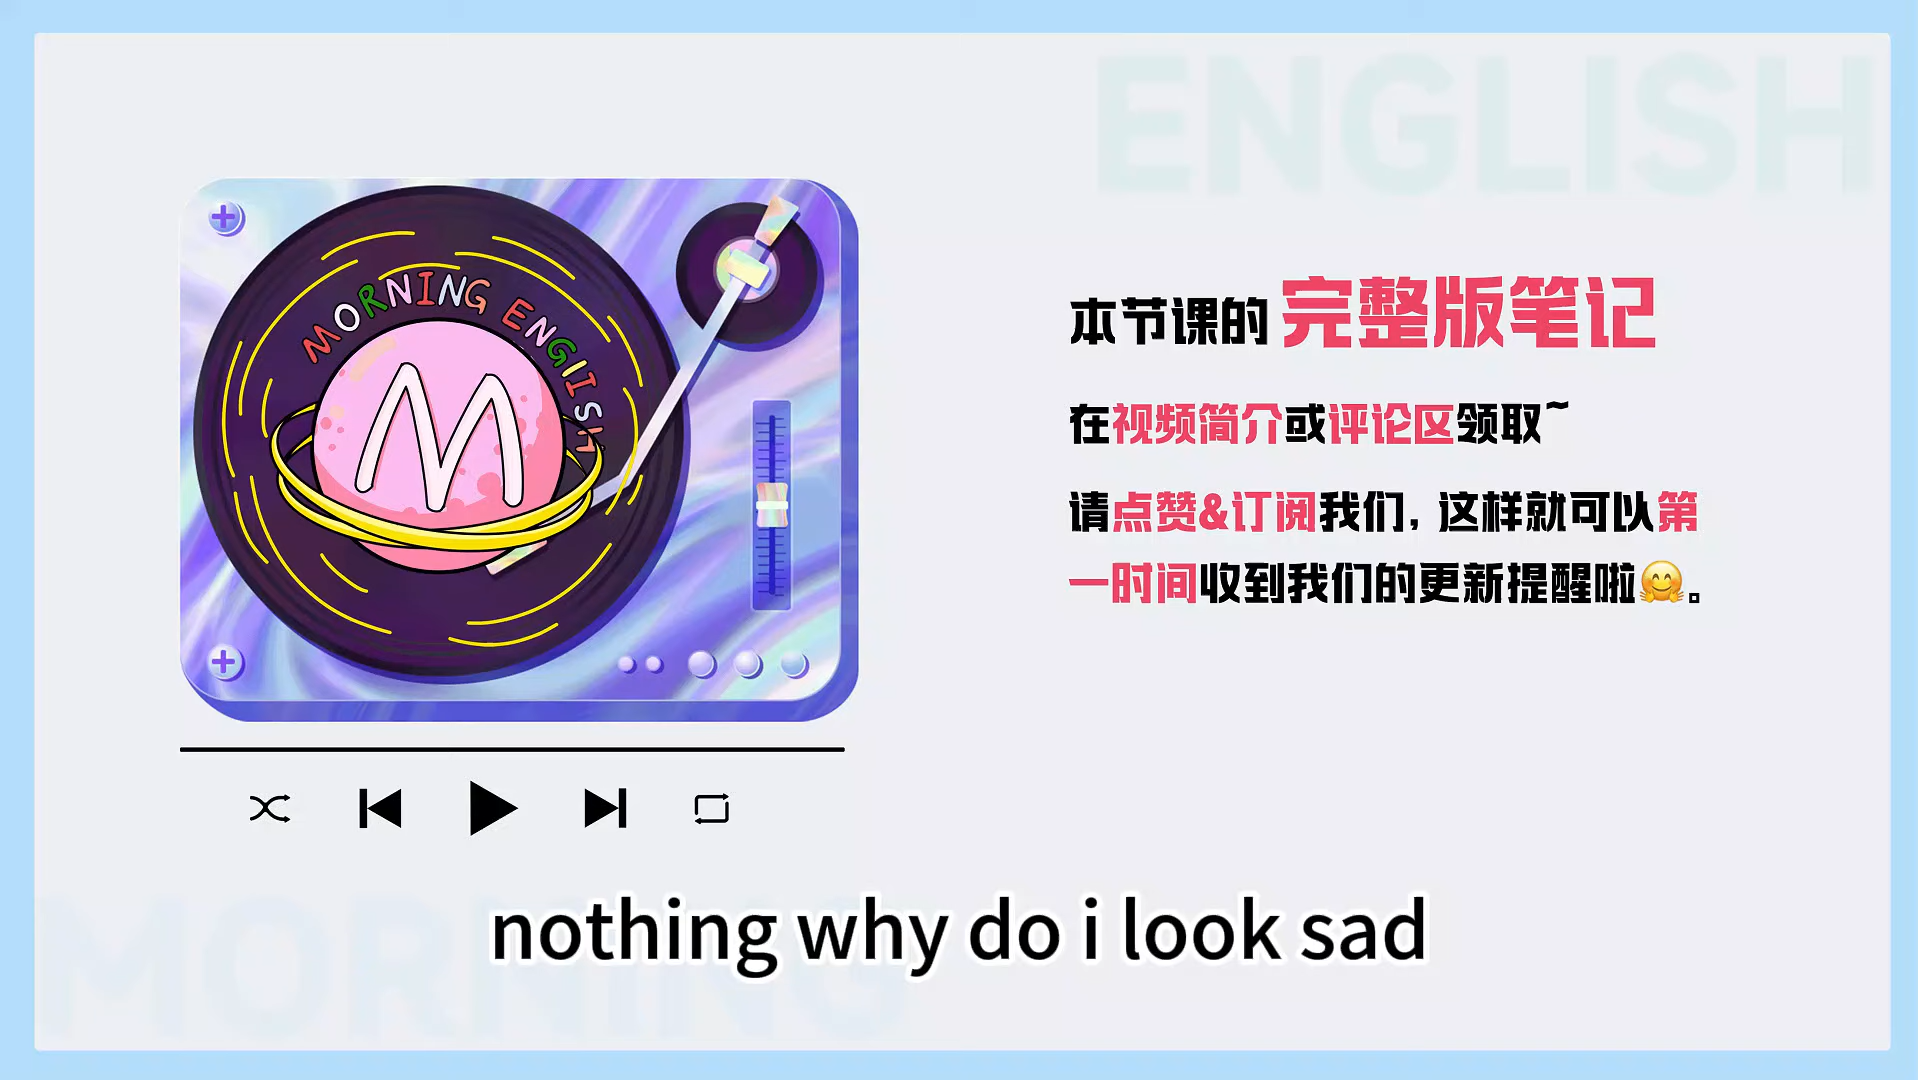 ENGLISH
MORNING ENGLISH
M
本节课的 完整版笔记
在视频简介或评论区领取~
请点赞&订阅我们，这样就可以第
一时间收到我们的更新提醒啦🤗。
nothing why do i look sad
MORNING